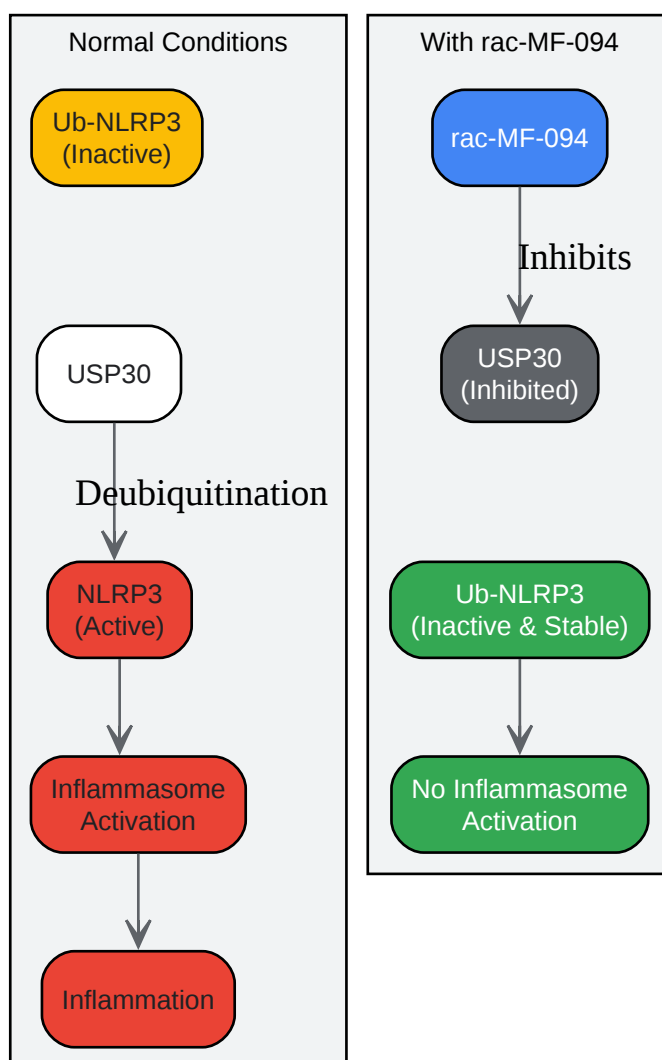 Normal Conditions
Ub-NLRP3
(Inactive)
USP30
Deubiquitination
NLRP3
(Active)
Inflammasome
Activation
Inflammation
With rac-MF-094
rac-MF-094
Inhibits
USP30
(Inhibited)
Ub-NLRP3
(Inactive & Stable)
No Inflammasome
Activation